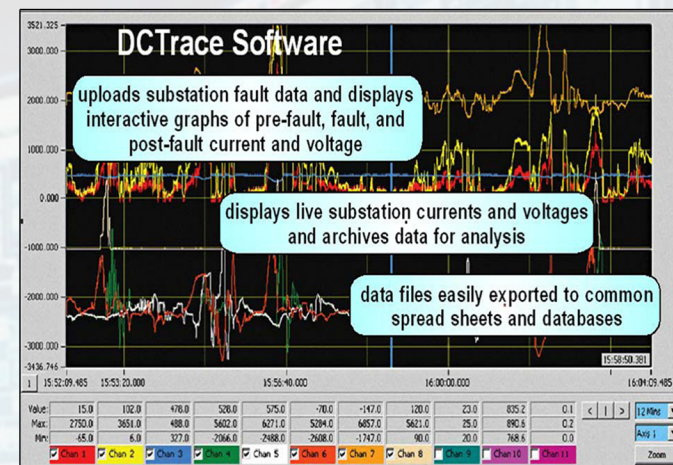 3521.325
DCTrace Software
3000.000
uploads substation fault data and displays
interactive graphs of pre-fault, fault, and
post-fault current and voltage
2000.000
1000.000
0.000
displays live substation currents and voltages
and archives data for analysis
-1000.000
-2000.000
data files easily exported to common
spread sheets and databases
-3000.000
-3436.746
15:58:50.381
1 15:52:09.485 15:53:20.000 15:56:40.000 16:00:00.000 16:04:09.485
Value: 15.0 102.0 478.0 528.0 575.0 -70.0 -147.0 120.0 23.0 835.2 0.1 < | > 12 Mins
Max: 2750.0 3651.0 488.0 5602.0 6271.0 5284.0 6857.0 5621.0 25.0 890.6 0.2
Min: -65.0 6.0 327.0 -2066.0 -2488.0 -2608.0 -1747.0 90.0 20.0 768.6 0.0 Axis 1
Chan 1 Chan 2 Chan 3 Chan 4 Chan 5 Chan 6 Chan 7 Chan 8 Chan 9 Chan 10 Chan 11 Zoom